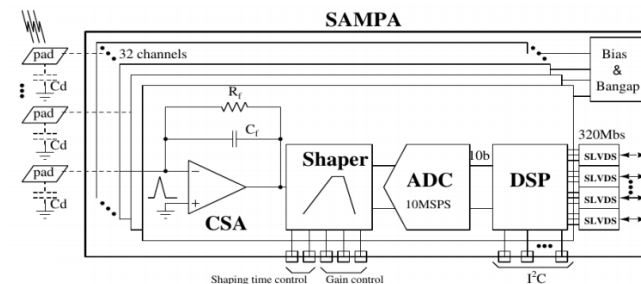 SAMPA
pad
32 channels
Bias
&
Bangap
Cd
Rf
pad
Cf
320Mbs
Cd
Shaper
ADC
10b
DSP
SLVDS
pad
SLVDS
10MSPS
SLVDS
Cd
CSA
SLVDS
Shaping time control
Gain control
I²C